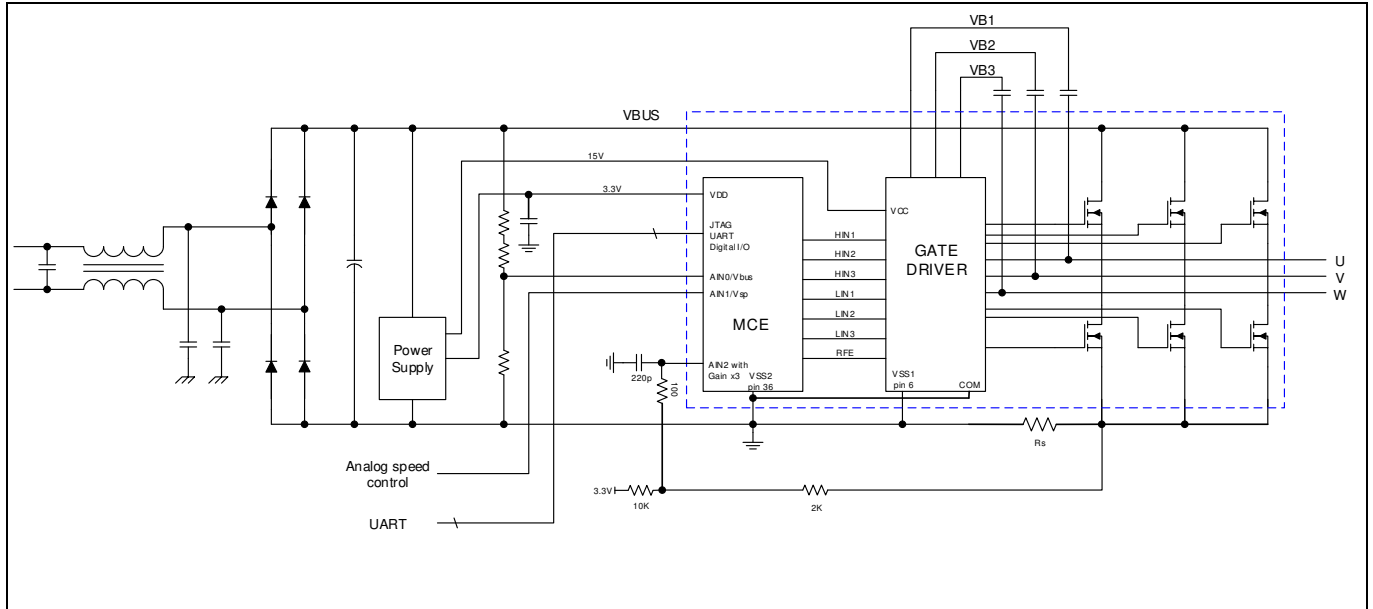 VB1
VB2
VB3
VBUS
15V
3.3V
VDD
JTAG
UART
Digital I/O
AIN0/Vbus
AIN1/Vsp
MCE
AIN2 with
Gain x3
VSS2
pin 36
HIN1
HIN2
HIN3
LIN1
LIN2
LIN3
RFE
VCC
GATE
DRIVER
VSS1
pin 6
COM
U
V
W
Power
Supply
220p
100
Rs
Analog speed
control
3.3V
10K
2K
UART